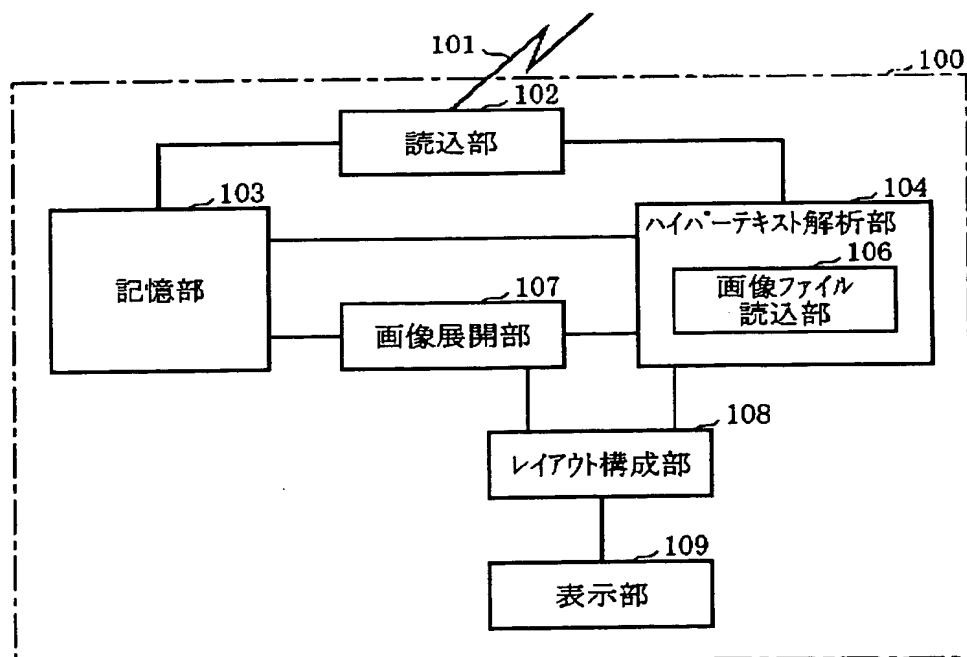 101
100
102
読込部
103
104
記憶部
ハイパーテキスト解析部
106
画像ファイル
読込部
107
画像展開部
108
レイアウト構成部
109
表示部